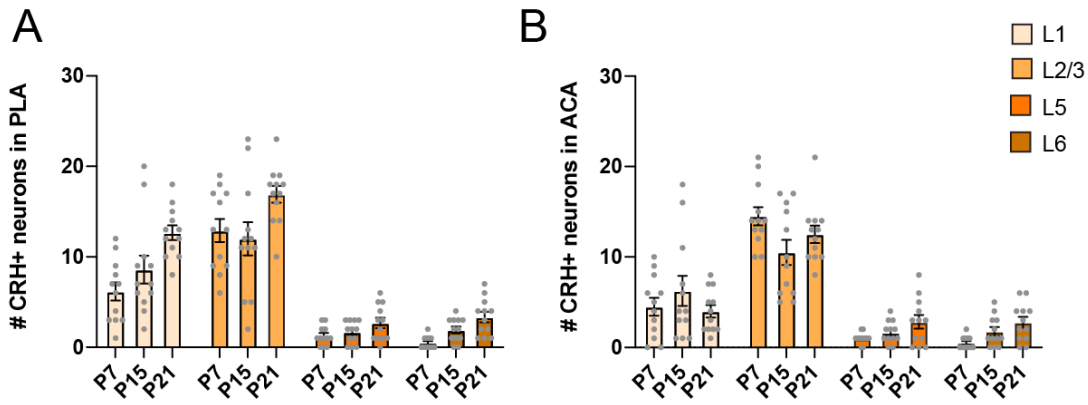 A
B
L1
L2/3
L5
L6
# CRH+ neurons in PLA
30
20
10
0
P7 P15 P21 P7 P15 P21 P7 P15 P21 P7 P15 P21
# CRH+ neurons in ACA
30
20
10
0
P7 P15 P21 P7 P15 P21 P7 P15 P21 P7 P15 P21